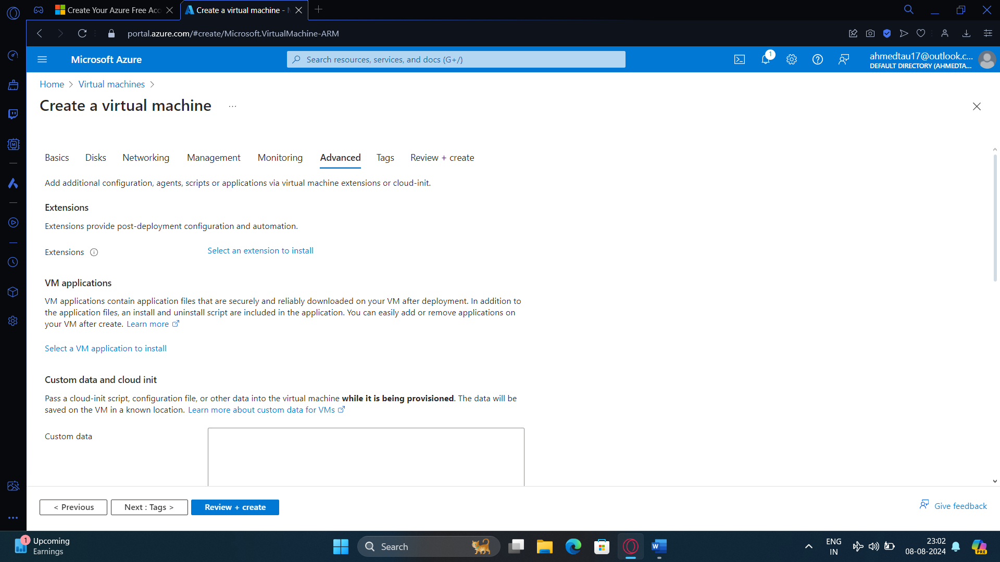 Create Your Azure Free Acc
Create a virtual machine -
portal.azure.com/#create/Microsoft.VirtualMachine-ARM
Microsoft Azure
Search resources, services, and docs (G+/)
1
ahmedtau17@outlook.c...
DEFAULT DIRECTORY (AHMEDTA...
Home > Virtual machines >
Create a virtual machine ...
Basics Disks Networking Management Monitoring Advanced Tags Review + create
Add additional configuration, agents, scripts or applications via virtual machine extensions or cloud-init.
Extensions
Extensions provide post-deployment configuration and automation.
Extensions Select an extension to install
VM applications
VM applications contain application files that are securely and reliably downloaded on your VM after deployment. In addition to
the application files, an install and uninstall script are included in the application. You can easily add or remove applications on
your VM after create. Learn more
Select a VM application to install
Custom data and cloud init
Pass a cloud-init script, configuration file, or other data into the virtual machine while it is being provisioned. The data will be
saved on the VM in a known location. Learn more about custom data for VMs
Custom data
< Previous
Next : Tags >
Review + create
Give feedback
1
Upcoming
Earnings
Search
W
ENG
IN
23:02
08-08-2024
PRE